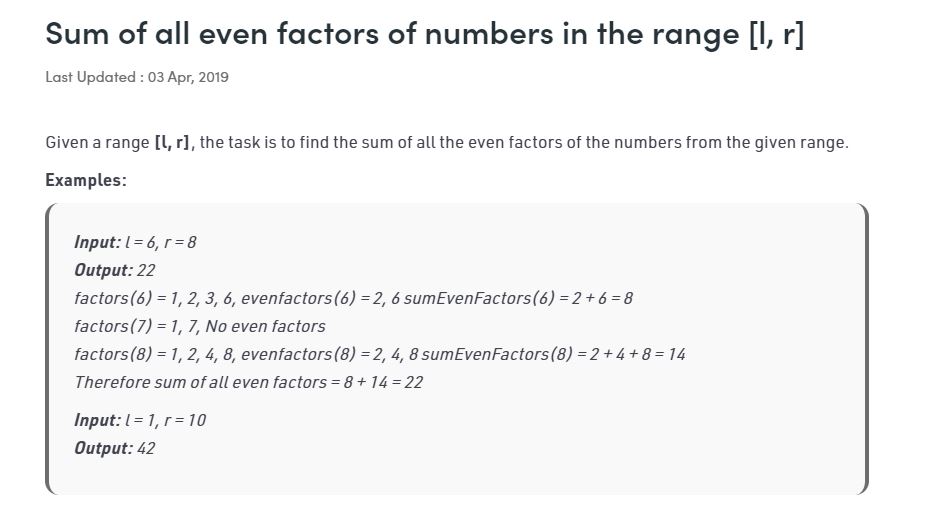 Sum of all even factors of numbers in the range [l, r]
Last Updated : 03 Apr, 2019
Given a range [l, r], the task is to find the sum of all the even factors of the numbers from the given range.
Examples:
Input: l = 6, r = 8
Output: 22
factors(6) = 1, 2, 3, 6, evenfactors(6) = 2, 6 sumEvenFactors(6) = 2 + 6 = 8
factors(7) = 1, 7, No even factors
factors(8) = 1, 2, 4, 8, evenfactors(8) = 2, 4, 8 sumEvenFactors(8) = 2 + 4 + 8 = 14
Therefore sum of all even factors = 8 + 14 = 22
Input: l = 1, r = 10
Output: 42